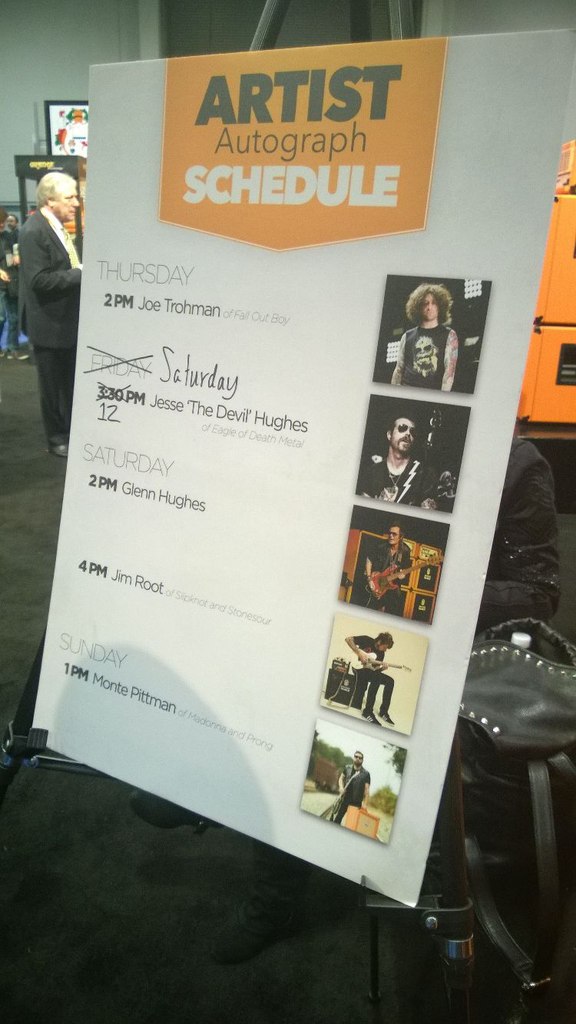 ARTIST
Autograph
SCHEDULE
THURSDAY
2 PM Joe Trohman of Fall Out Boy
FRIDAY Saturday
3:30 PM Jesse 'The Devil' Hughes
12
of Eagle of Death Metal
SATURDAY
2 PM Glenn Hughes
4 PM Jim Root of Slipknot and Stonesour
SUNDAY
1 PM Monte Pittman of Madonna and Prong